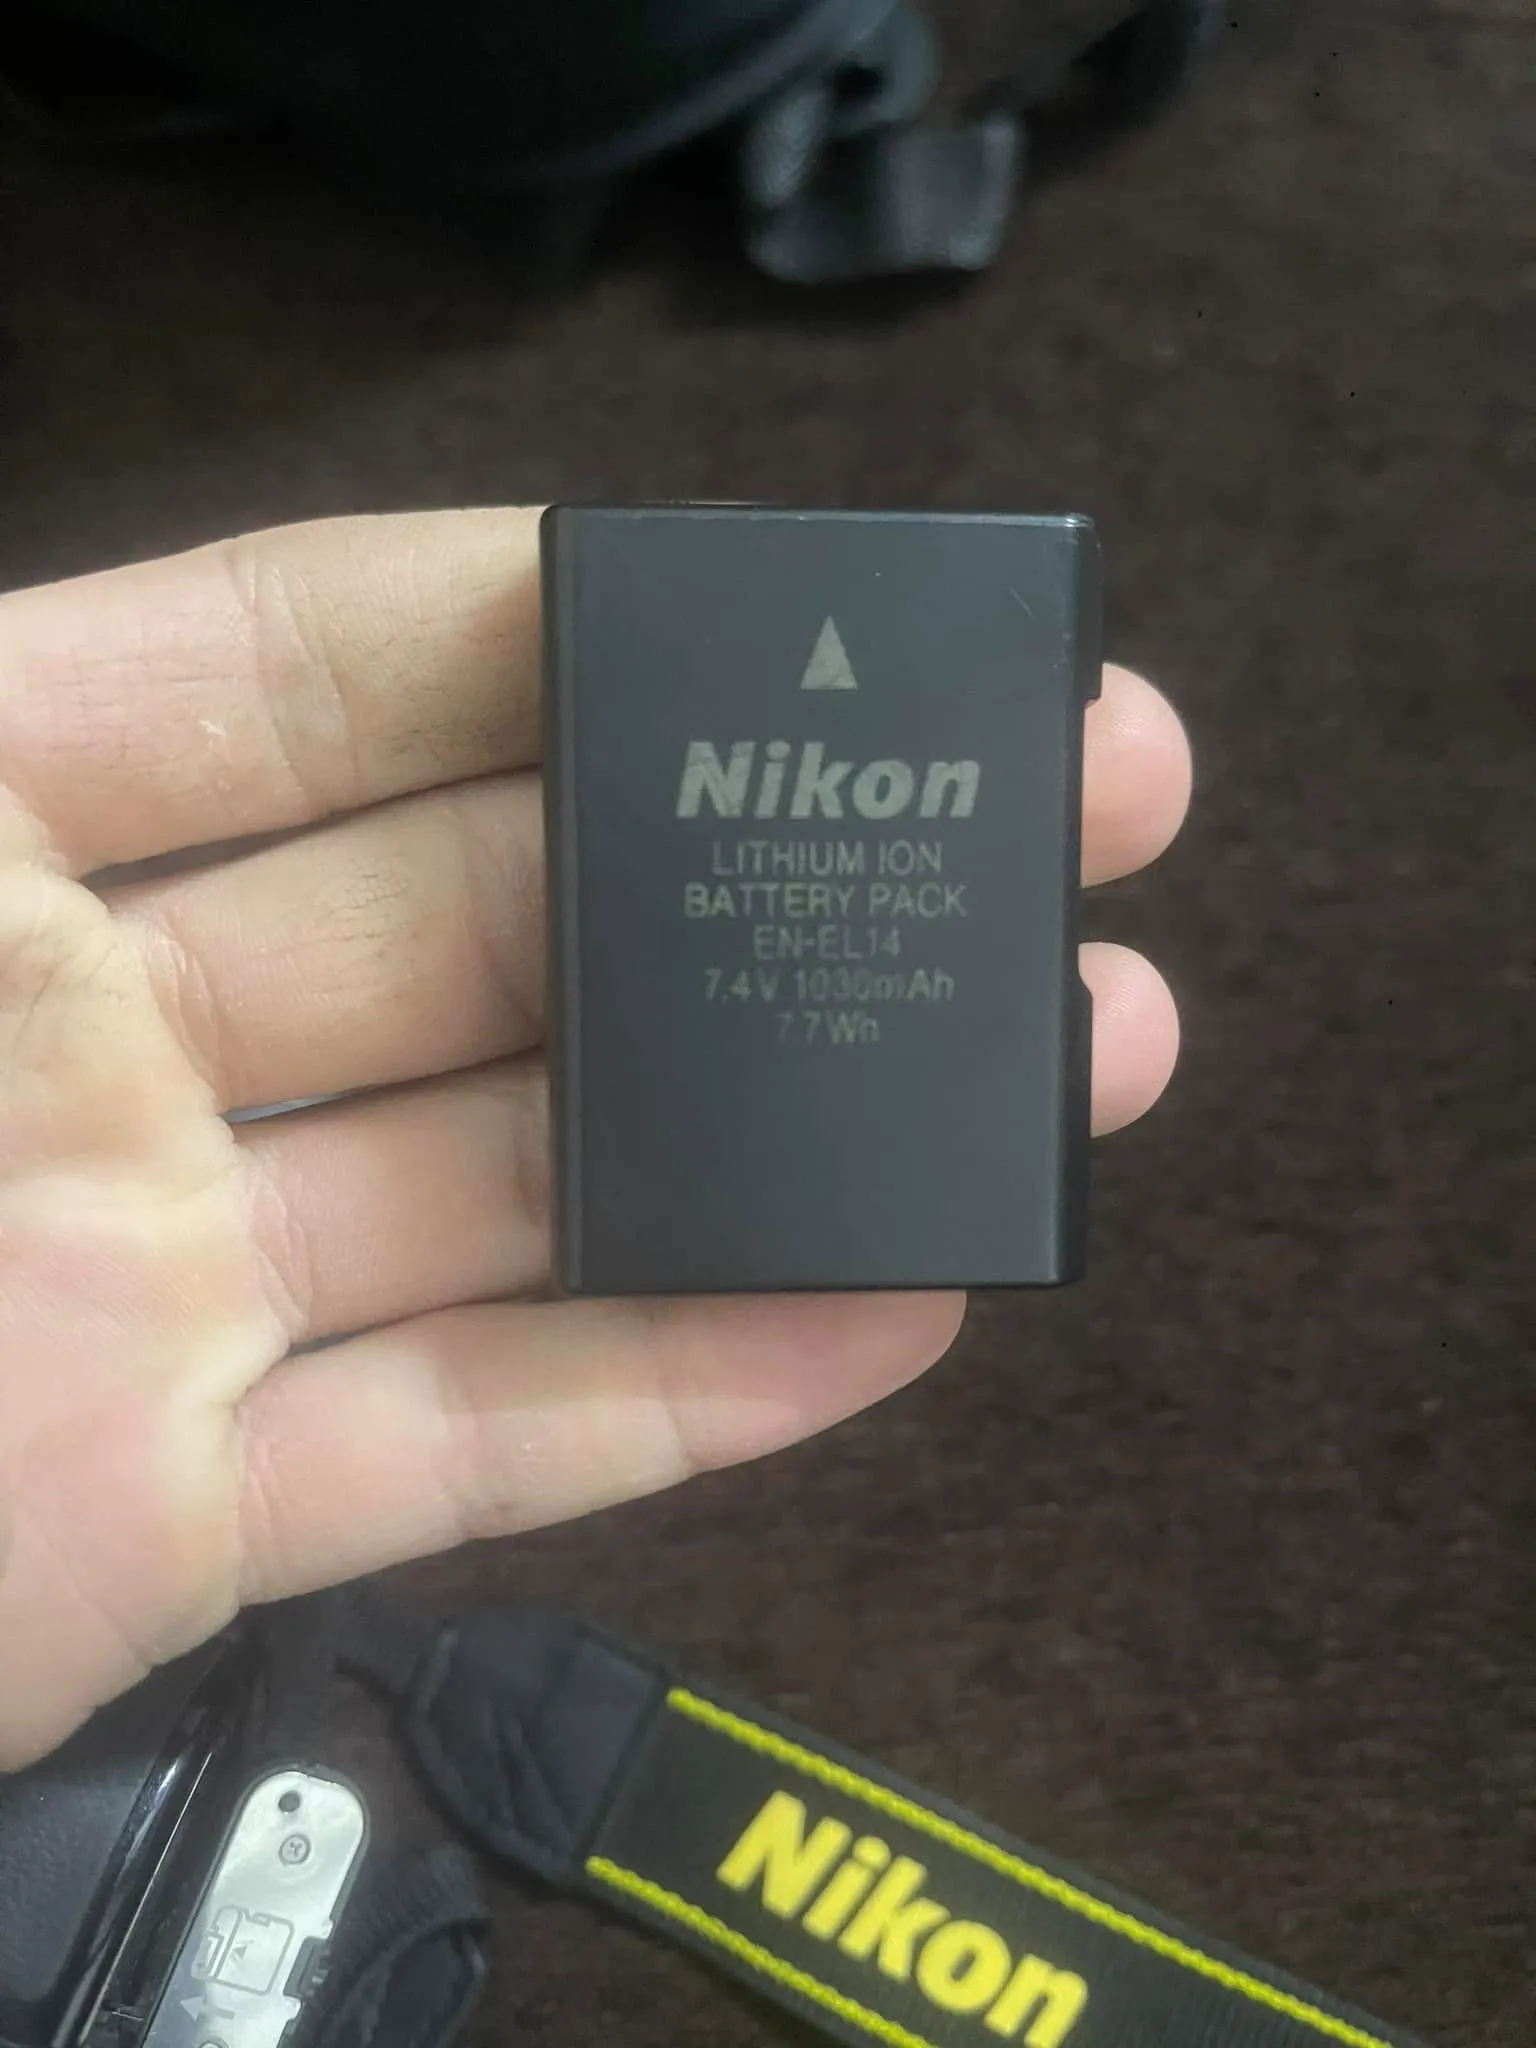 Nikon
LITHIUM ION
BATTERY PACK
EN-EL14
7.4V 1030mAh
7.7Wh
Nikon